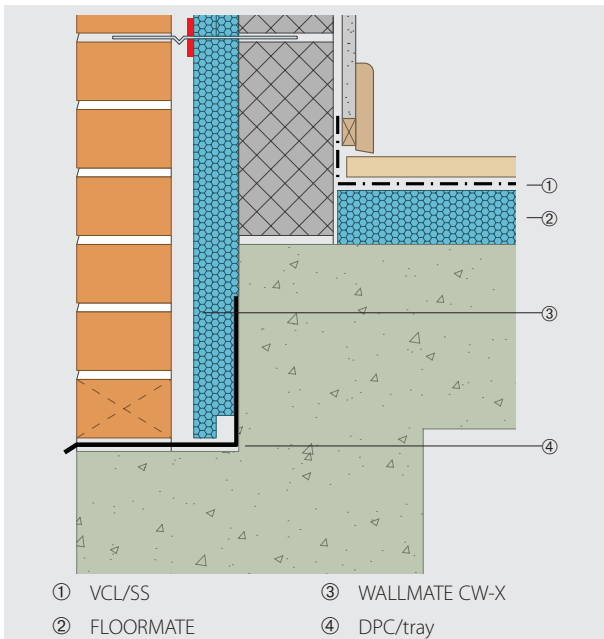 ①
②
③
④
① VCL/SS ③ WALLMATE CW-X
② FLOORMATE ④ DPC/tray